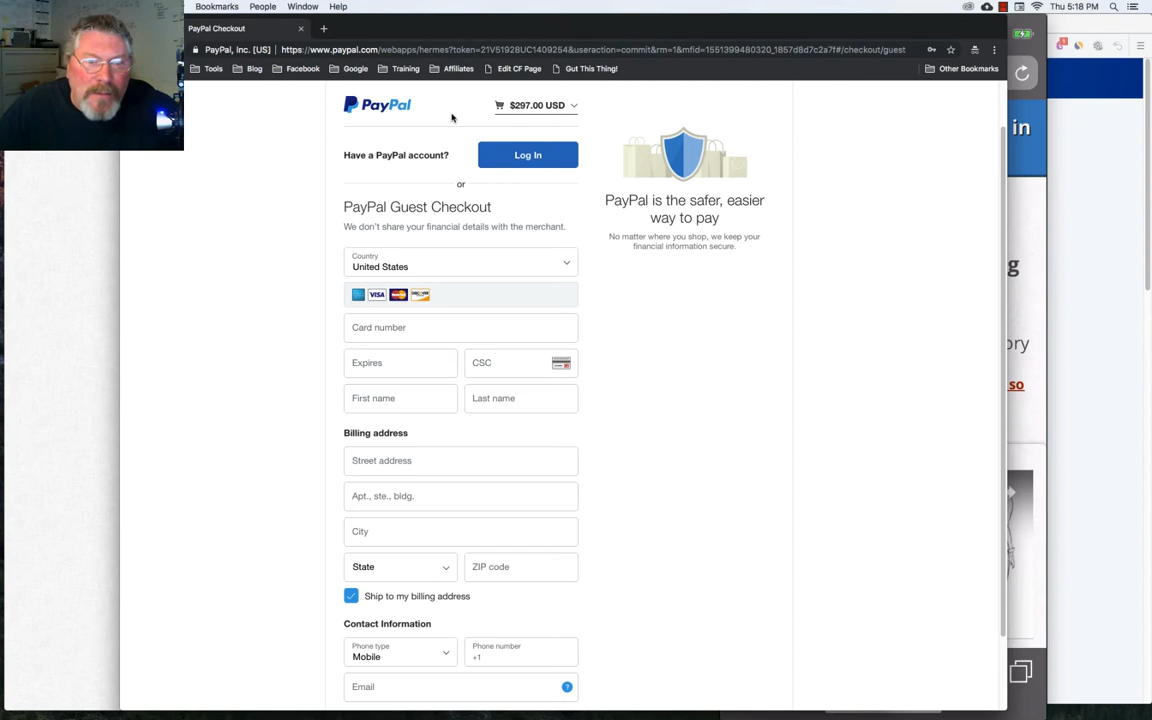 Bookmarks People Window Help
Thu 5:18 PM
PayPal Checkout
PayPal, Inc. [US] | https://www.paypal.com/webapps/hermes?token=21V51928UC1409254&useraction=commit&rm=1&mfid=1551399480320_1857d8d7c2a7f#/checkout/guest
Tools Blog Facebook Google Training Affiliates Edit CF Page Gut This Thing! Other Bookmarks
PayPal $297.00 USD
in
Have a PayPal account? Log In
or
PayPal Guest Checkout
We don't share your financial details with the merchant.
PayPal is the safer, easier
way to pay
No matter where you shop, we keep your
financial information secure.
Country
United States
VISA MasterCard DISCOVER
Card number
Expires CSC
First name Last name
Billing address
Street address
Apt., ste., bldg.
City
State ZIP code
Ship to my billing address
Contact Information
Phone type
Mobile
Phone number
+1
Email
?
g
ory
so